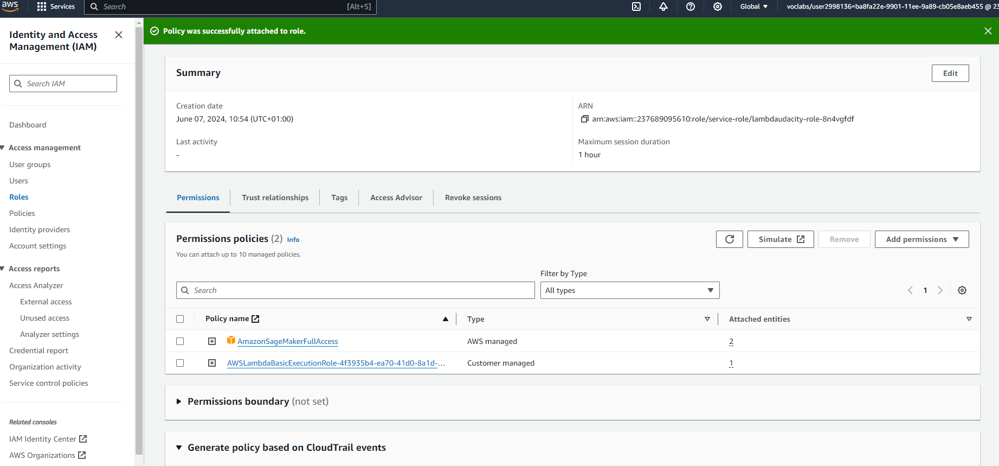 aws
Services
Search
[Alt+S]
Global
voclabs/user2998136=ba8fa22e-9901-11ee-9a89-cb05e8aeb455 @ 23
Identity and Access
Management (IAM)
Search IAM
Dashboard
Access management
User groups
Users
Roles
Policies
Identity providers
Account settings
Access reports
Access Analyzer
External access
Unused access
Analyzer settings
Credential report
Organization activity
Service control policies
Related consoles
IAM Identity Center
AWS Organizations
Policy was successfully attached to role.
Summary
Edit
Creation date
June 07, 2024, 10:54 (UTC+01:00)
ARN
arn:aws:iam::237689095610:role/service-role/lambdaudacity-role-8n4vgfdf
Last activity
-
Maximum session duration
1 hour
Permissions
Trust relationships
Tags
Access Advisor
Revoke sessions
Permissions policies (2) Info
You can attach up to 10 managed policies.
Simulate
Remove
Add permissions
Filter by Type
Search
All types
1
Policy name
Type
Attached entities
AmazonSageMakerFullAccess
AWS managed
2
AWSLambdaBasicExecutionRole-4f3935b4-ea70-41d0-8a1d-...
Customer managed
1
Permissions boundary (not set)
Generate policy based on CloudTrail events